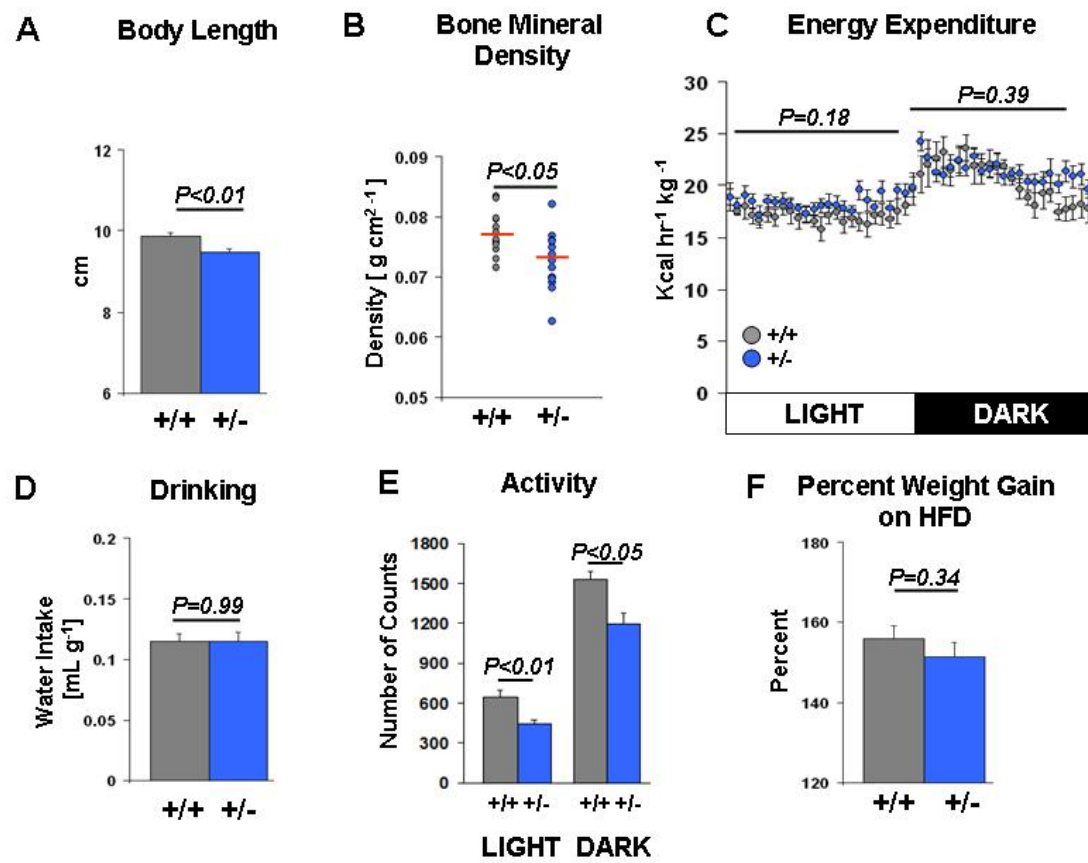 A Body Length
12
10
8
6
cm
P<0.01
+/+ +/-
B Bone Mineral
Density
0.09
0.08
0.07
0.06
0.05
Density [ g cm² ⁻¹ ]
P<0.05
+/+ +/-
C Energy Expenditure
30
25
20
15
10
5
0
Kcal hr⁻¹ kg⁻¹
P=0.18
P=0.39
+/+
+/-
LIGHT DARK
D Drinking
0.2
0.15
0.1
0.05
0
Water Intake
[mL g⁻¹]
P=0.99
+/+ +/-
E Activity
1800
1500
1200
900
600
300
0
Number of Counts
P<0.01
P<0.05
+/+ +/- +/+ +/-
LIGHT DARK
F Percent Weight Gain
on HFD
180
160
140
120
Percent
P=0.34
+/+ +/-